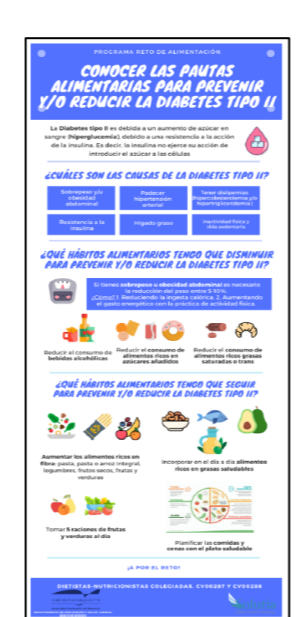 PROGRAMA RETO DE ALIMENTACIÓN
CONOCER LAS PAUTAS
ALIMENTARIAS PARA PREVENIR
Y/O REDUCIR LA DIABETES TIPO II
La Diabetes tipo II es debida a un aumento de azúcar en
sangre (hiperglucemia), debido a una resistencia a la acción
de la insulina. Es decir, la insulina no ejerce su acción de
introducir el azúcar a las células
¿CUÁLES SON LAS CAUSAS DE LA DIABETES TIPO II?
Sobrepeso y/u
obesidad
abdominal
Padecer
hipertensión
arterial
Tener dislipemias
(hipercolesterolemia y/o
hipertrigliceridemia)
Resistencia a la
insulina
Hígado graso
Inactividad física y
vida sedentaria
¿QUÉ HÁBITOS ALIMENTARIOS TENGO QUE DISMINUIR
PARA PREVENIR Y/O REDUCIR LA DIABETES TIPO II?
Si tienes sobrepeso u obesidad abdominal es necesario
la reducción del peso entre 5-10%.
¿Cómo? 1. Reduciendo la ingesta calórica. 2. Aumentando
el gasto energético con la práctica de actividad física.
Reducir el consumo de
bebidas alcohólicas
Reducir el consumo de
alimentos ricos en
azúcares añadidos
Reducir el consumo de
alimentos ricos grasas
saturadas o trans
¿QUÉ HÁBITOS ALIMENTARIOS TENGO QUE SEGUIR
PARA PREVENIR Y/O REDUCIR LA DIABETES TIPO II?
Aumentar los alimentos ricos en
fibra: pasta, pasta o arroz integral,
legumbres, frutos secos, frutas y
verduras
Incorporar en el día a día alimentos
ricos en grasas saludables
Tomar 5 raciones de frutas
y verduras al día
Planificar las comidas y
cenas con el plato saludable
¡A POR EL RETO!
DIETISTAS-NUTRICIONISTAS COLEGIADAS. CV00287 Y CV00288